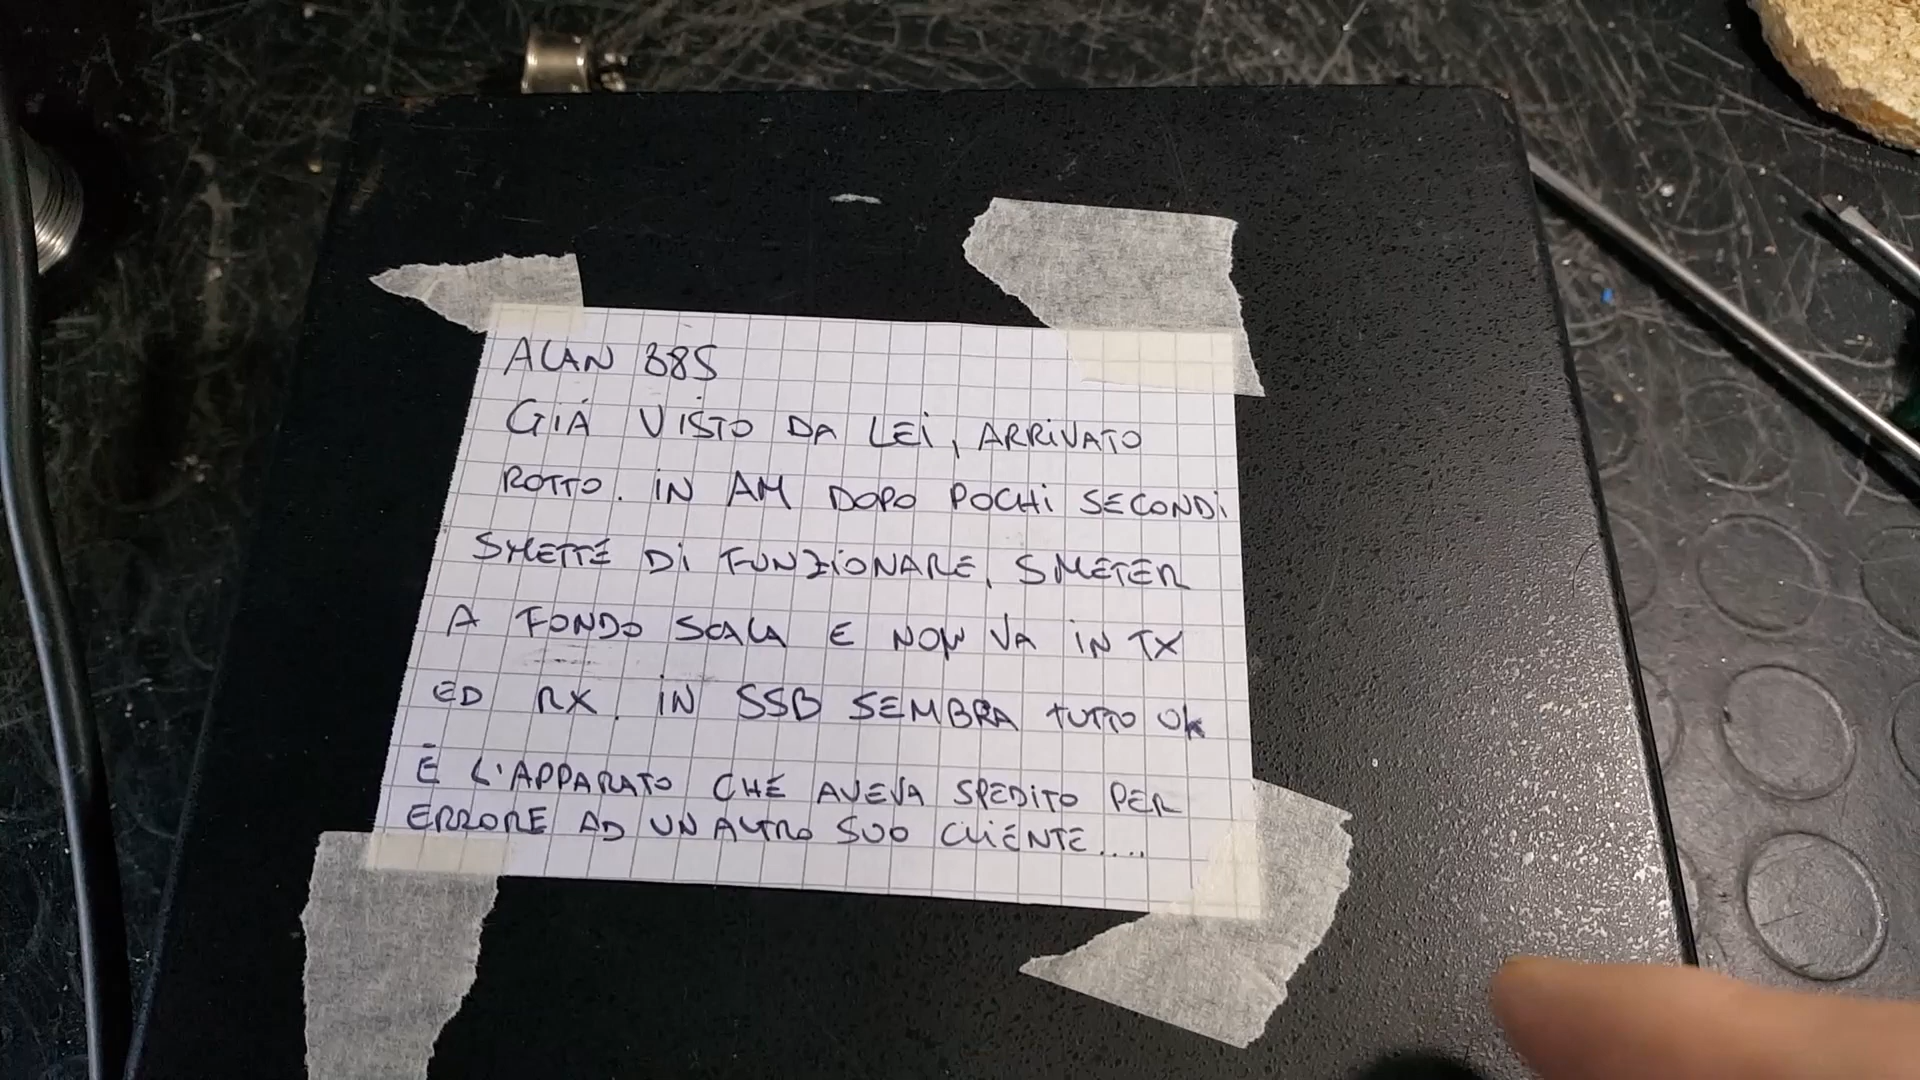 ALAN 88S
GIÁ VISTO DA LEI, ARRIVATO
ROTTO. IN AM DOPO POCHI SECONDI
SMETTE DI FUNZIONARE, SMETER
A FONDO SCALA E NON VA IN TX
ED RX. IN SSB SEMBRA TUTTO OK
È L'APPARATO CHE AVEVA SPEDITO PER
ERRORE AD UN ALTRO SUO CLIENTE....